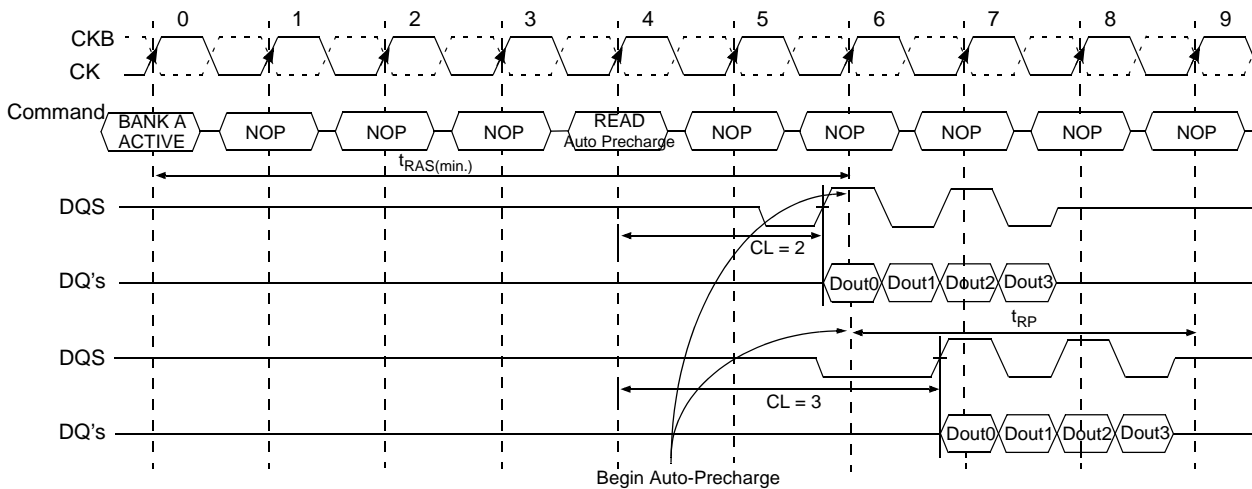 0 1 2 3 4 5 6 7 8 9
CKB
CK
Command
BANK A ACTIVE NOP NOP NOP READ Auto Precharge NOP NOP NOP NOP NOP
tRAS(min.)
DQS
CL = 2
DQ's
Dout0 Dout1 Dout2 Dout3
tRP
DQS
CL = 3
DQ's
Dout0 Dout1 Dout2 Dout3
Begin Auto-Precharge